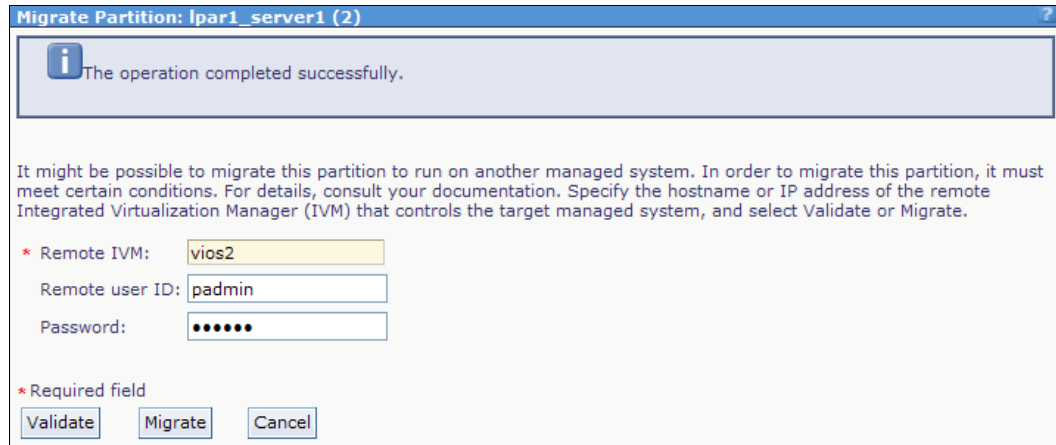 Migrate Partition: lpar1_server1 (2)
?
i
The operation completed successfully.
It might be possible to migrate this partition to run on another managed system. In order to migrate this partition, it must
meet certain conditions. For details, consult your documentation. Specify the hostname or IP address of the remote
Integrated Virtualization Manager (IVM) that controls the target managed system, and select Validate or Migrate.
* Remote IVM: vios2
Remote user ID: padmin
Password: ••••••
* Required field
Validate Migrate Cancel